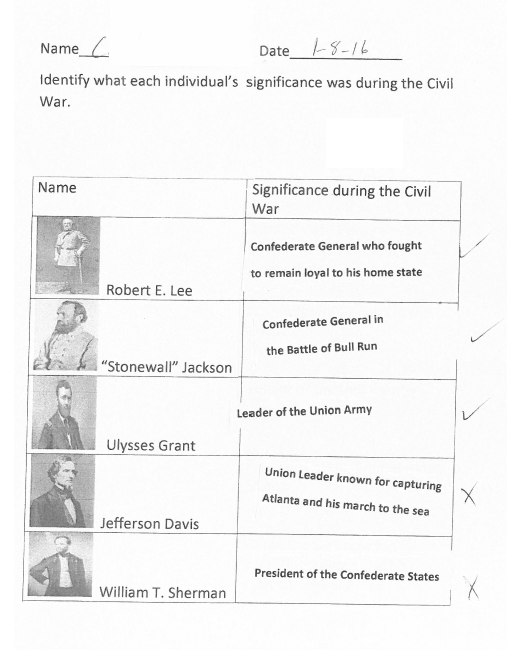 Name C Date 1-8-16
Identify what each individual's significance was during the Civil
War.
Name
Significance during the Civil
War
Robert E. Lee
Confederate General who fought
to remain loyal to his home state
"Stonewall" Jackson
Confederate General in
the Battle of Bull Run
Ulysses Grant
Leader of the Union Army
Jefferson Davis
Union Leader known for capturing
Atlanta and his march to the sea
William T. Sherman
President of the Confederate States